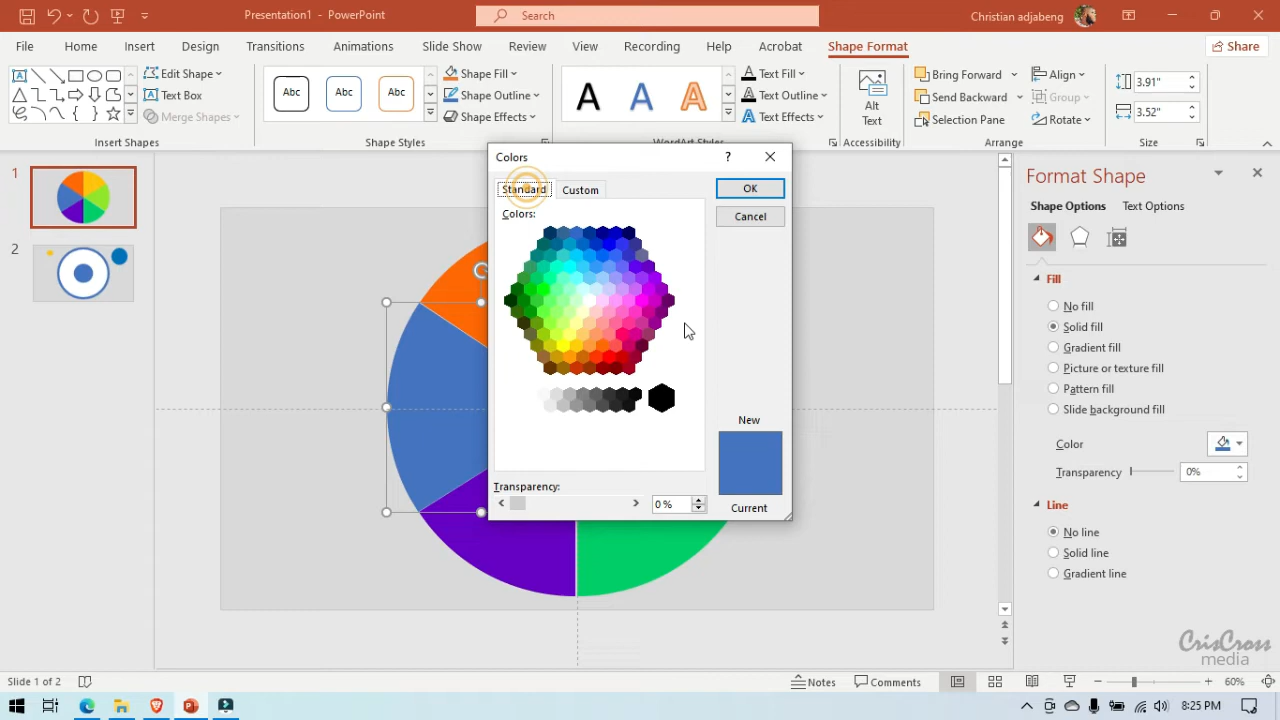 Presentation1 - PowerPoint
Search
Christian adjabeng
File Home Insert Design Transitions Animations Slide Show Review View Recording Help Acrobat Shape Format Share
Edit Shape
Text Box
Merge Shapes
Insert Shapes
Abc Abc Abc
Shape Fill
Shape Outline
Shape Effects
Shape Styles
A A A
Text Fill
Text Outline
Text Effects
WordArt Styles
Alt
Text
Accessibility
Bring Forward
Send Backward
Selection Pane
Align
Group
Rotate
Arrange
3.91"
3.52"
Size
1
2
Colors
?
Standard Custom
OK
Cancel
Colors:
New
Current
Transparency:
0 %
Format Shape
Shape Options Text Options
Fill
No fill
Solid fill
Gradient fill
Picture or texture fill
Pattern fill
Slide background fill
Color
Transparency 0%
Line
No line
Solid line
Gradient line
CrisCross
media
Slide 1 of 2
Notes Comments
60%
8:25 PM